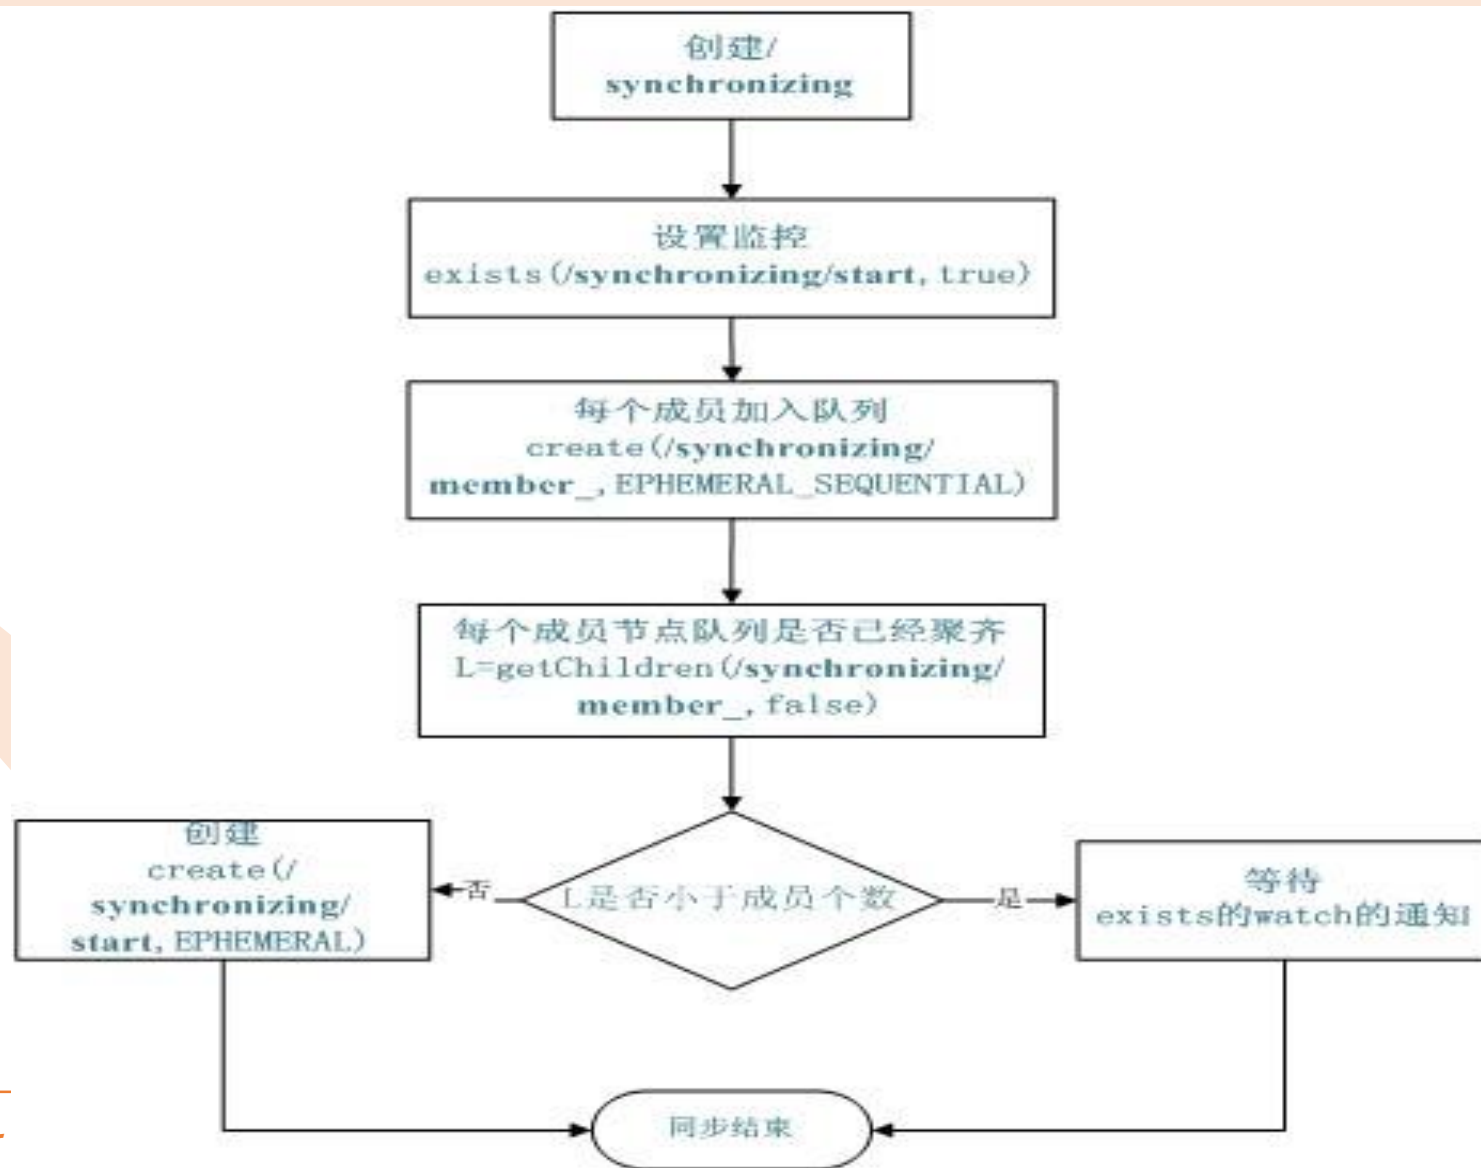 创建/
synchronizing
设置监控
exists(/synchronizing/start,true)
每个成员加入队列
create(/synchronizing/
member_,EPHEMERAL_SEQUENTIAL)
每个成员节点队列是否已经聚齐
L=getChildren(/synchronizing/
member_,false)
L是否小于成员个数
否
是
创建
create(/
synchronizing/
start,EPHEMERAL)
等待
exists的watch的通知
同步结束